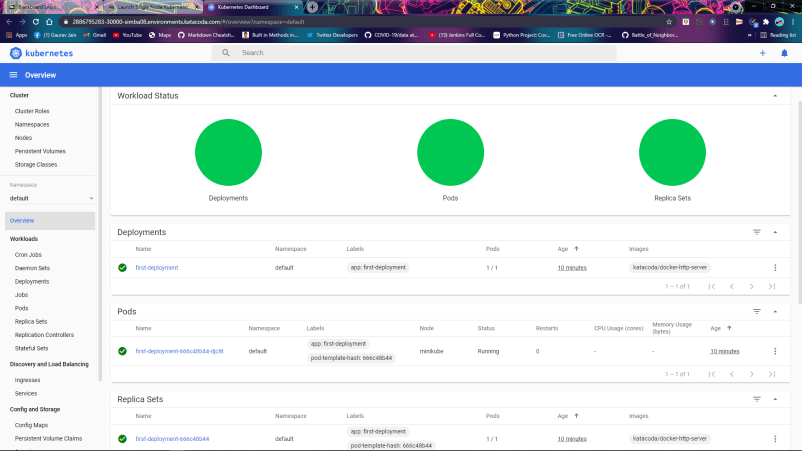 Launch Single Node Kubernetes
Kubernetes Dashboard
2886795283-30000-simba08.environments.katacoda.com/#/overview?namespace=default
Apps
(7) Gaurav Jain
Gmail
YouTube
Maps
Markdown Cheatsh...
Built in Methods in...
Twitter Developers
COVID-19/data at...
(13) Jenkins Full Co...
Python Project: Cov...
Free Online OCR -...
Battle_of_Neighbor...
Reading list
kubernetes
Search
Overview
Cluster
Cluster Roles
Namespaces
Nodes
Persistent Volumes
Storage Classes
Namespace
default
Overview
Workloads
Cron Jobs
Daemon Sets
Deployments
Jobs
Pods
Replica Sets
Replication Controllers
Stateful Sets
Discovery and Load Balancing
Ingresses
Services
Config and Storage
Config Maps
Persistent Volume Claims
Workload Status
Deployments
Pods
Replica Sets
Deployments
Name Namespace Labels Pods Age Images
first-deployment default app: first-deployment 1 / 1 10 minutes katacoda/docker-http-server
1 – 1 of 1
Pods
Name Namespace Labels Node Status Restarts CPU Usage (cores) Memory Usage (bytes) Age
first-deployment-666c48b44-djc8t default app: first-deployment
pod-template-hash: 666c48b44
minikube Running 0 - - 10 minutes
1 – 1 of 1
Replica Sets
Name Namespace Labels Pods Age Images
first-deployment-666c48b44 default app: first-deployment
pod-template-hash: 666c48b44
1 / 1 10 minutes katacoda/docker-http-server